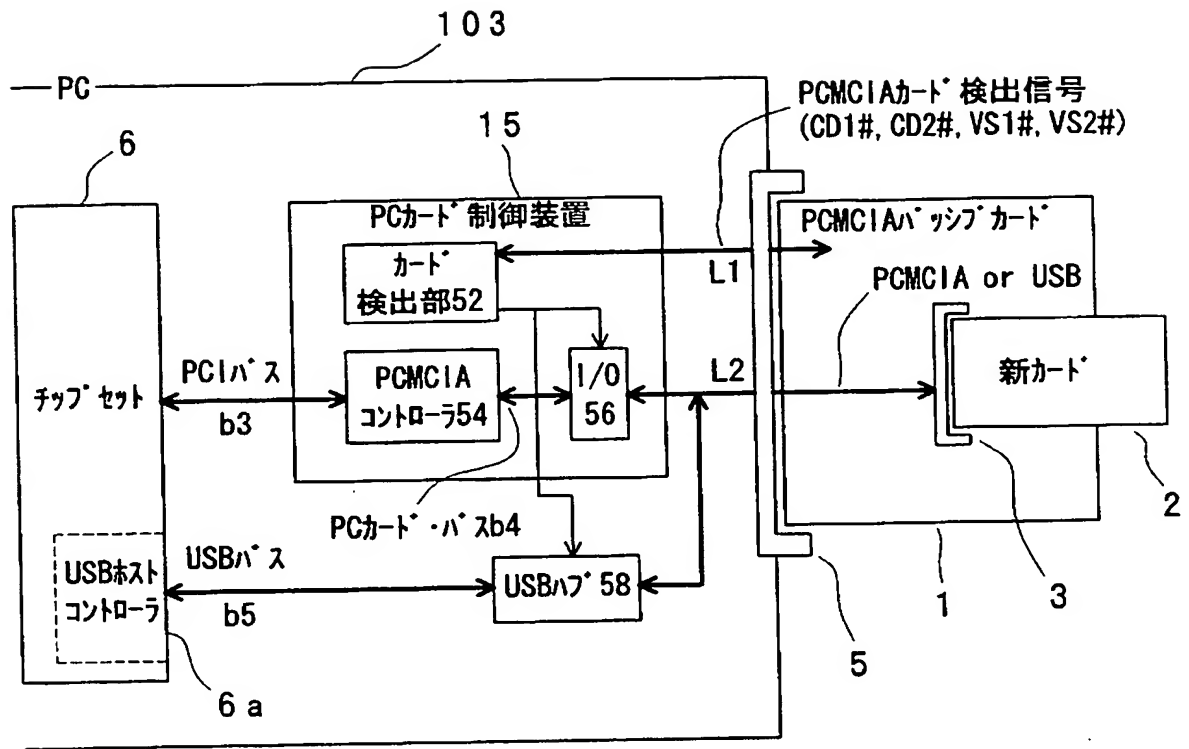 103
PC
PCMCIAカード検出信号
(CD1#, CD2#, VS1#, VS2#)
6
15
PCカード制御装置
PCMCIAパッシブカード
カード
検出部52
L1
PCMCIA or USB
チップセット
PCIバス
b3
PCMCIA
コントローラ54
I/O
56
L2
新カード
PCカード・バスb4
2
USBホスト
コントローラ
USBバス
b5
USBハブ58
3
1
5
6a